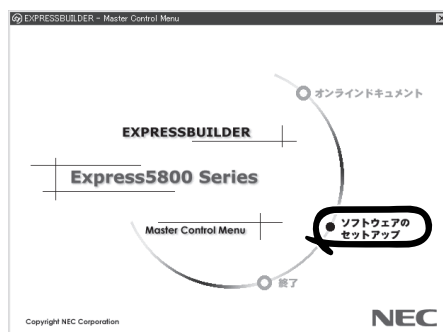 EXPRESSBUILDER - Master Control Menu
オンラインドキュメント
EXPRESSBUILDER
Express5800 Series
ソフトウェアの
セットアップ
Master Control Menu
終了
Copyright NEC Corporation
NEC